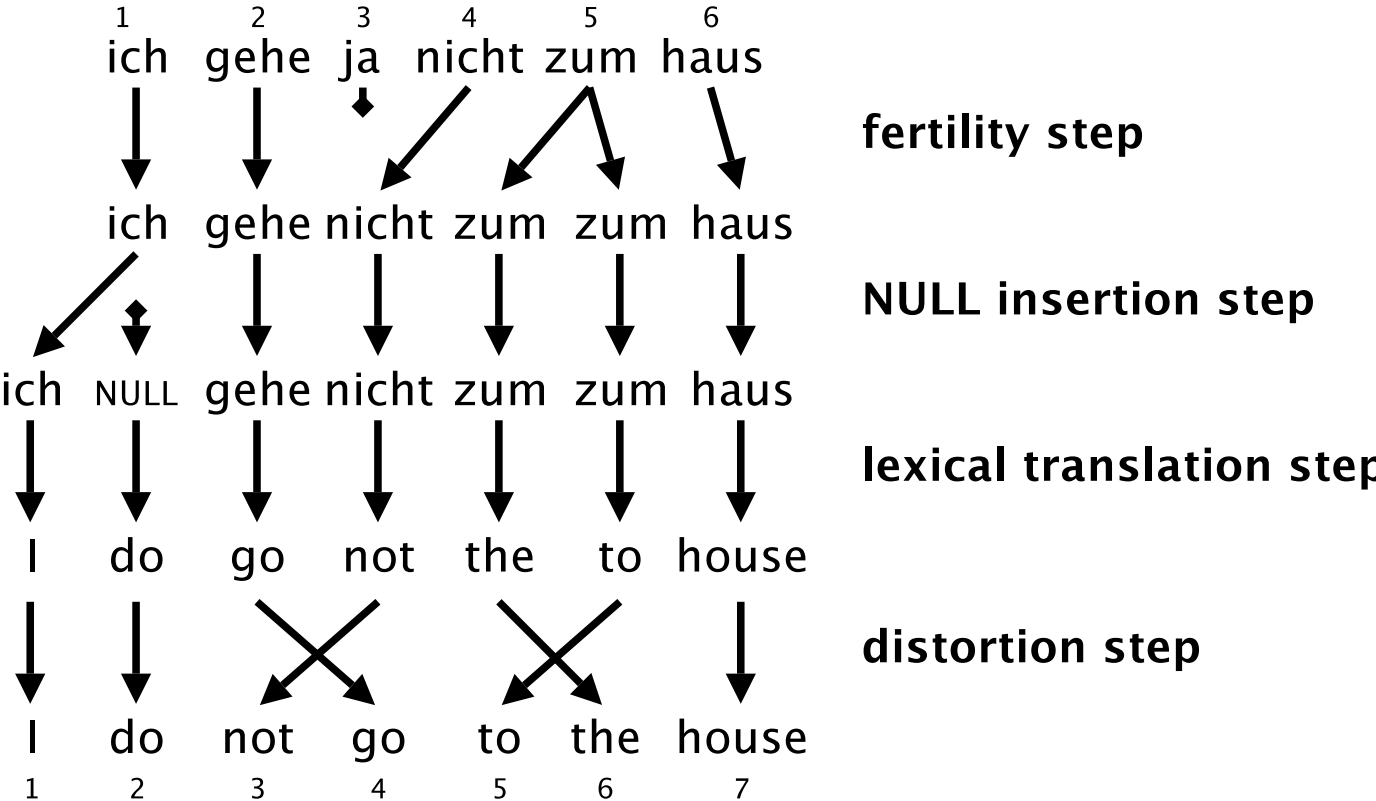 1 2 3 4 5 6
ich gehe ja nicht zum haus
fertility step
ich gehe nicht zum zum haus
NULL insertion step
ich NULL gehe nicht zum zum haus
lexical translation step
I do go not the to house
distortion step
I do not go to the house
1 2 3 4 5 6 7